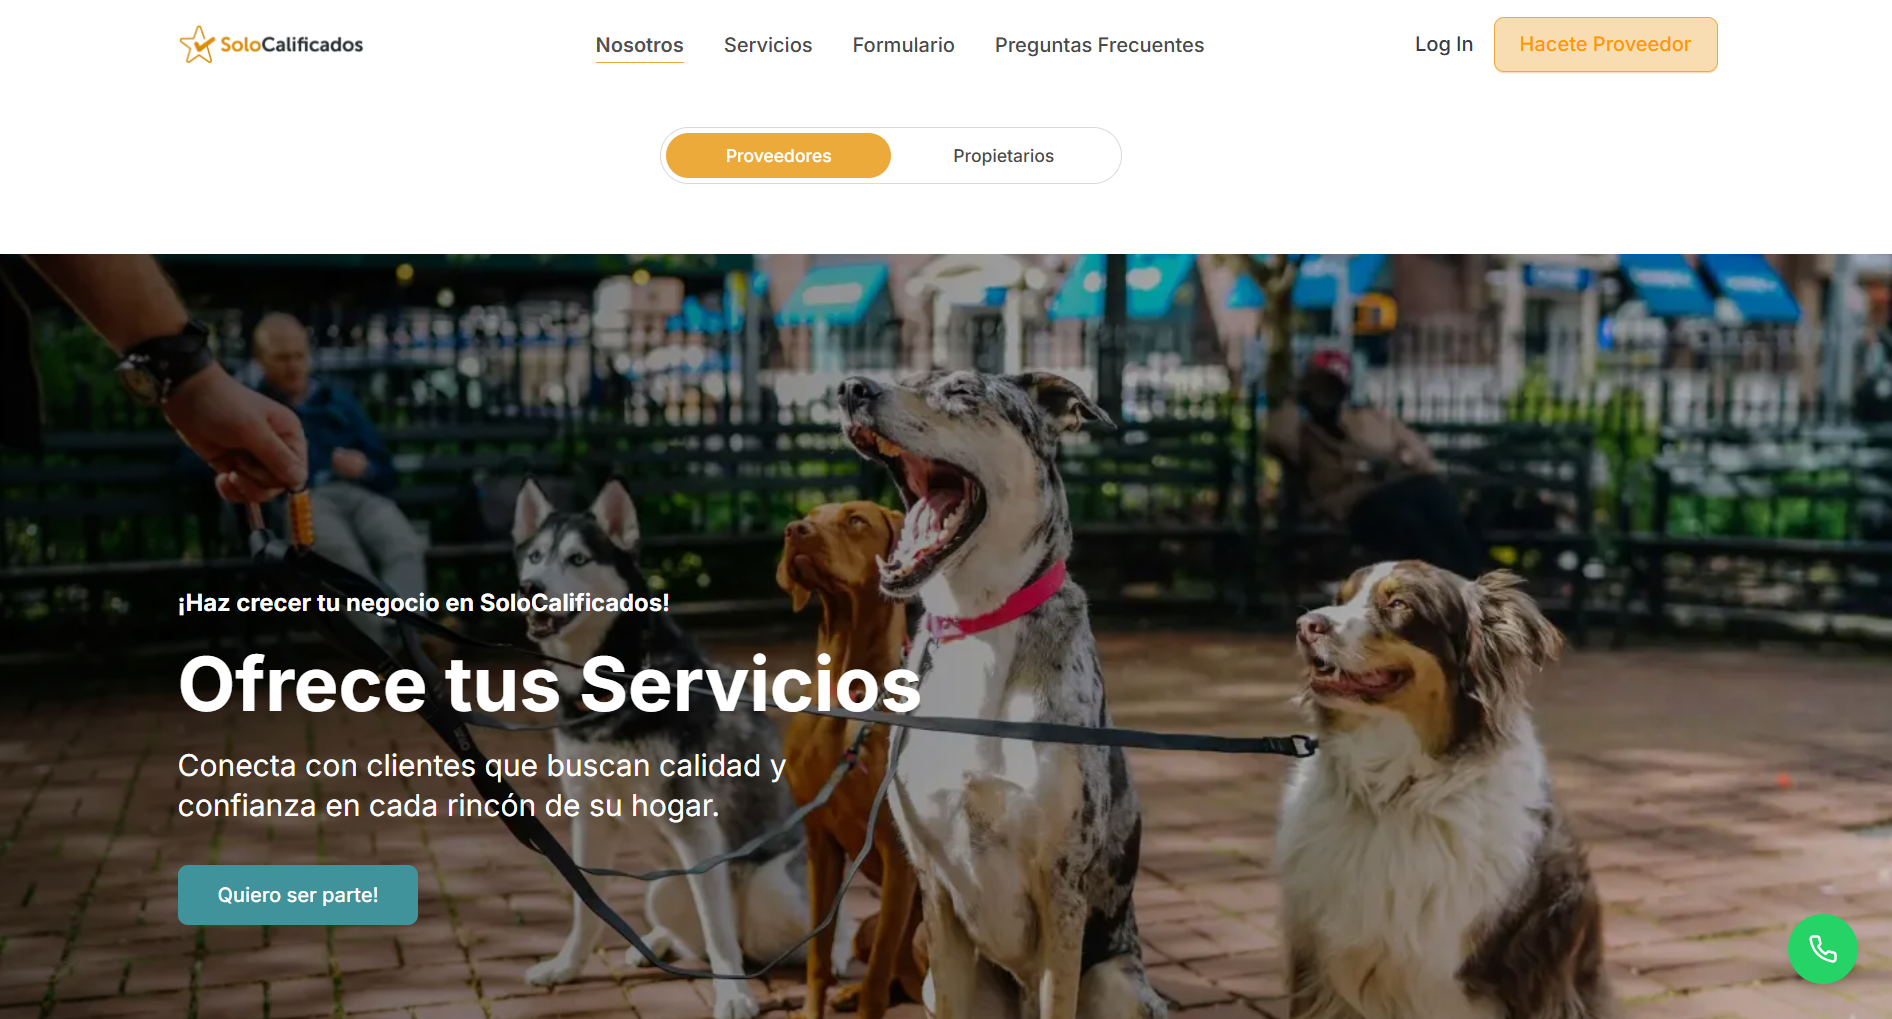 SoloCalificados
Nosotros
Servicios
Formulario
Preguntas Frecuentes
Log In
Hacete Proveedor
Proveedores
Propietarios
¡Haz crecer tu negocio en SoloCalificados!
Ofrece tus Servicios
Conecta con clientes que buscan calidad y
confianza en cada rincón de su hogar.
Quiero ser parte!